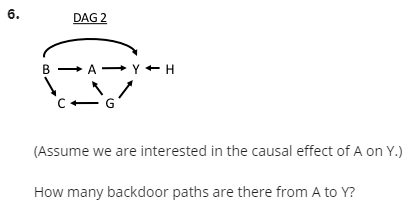 6.
DAG 2
B A Y H
C G
(Assume we are interested in the causal effect of A on Y.)
How many backdoor paths are there from A to Y?